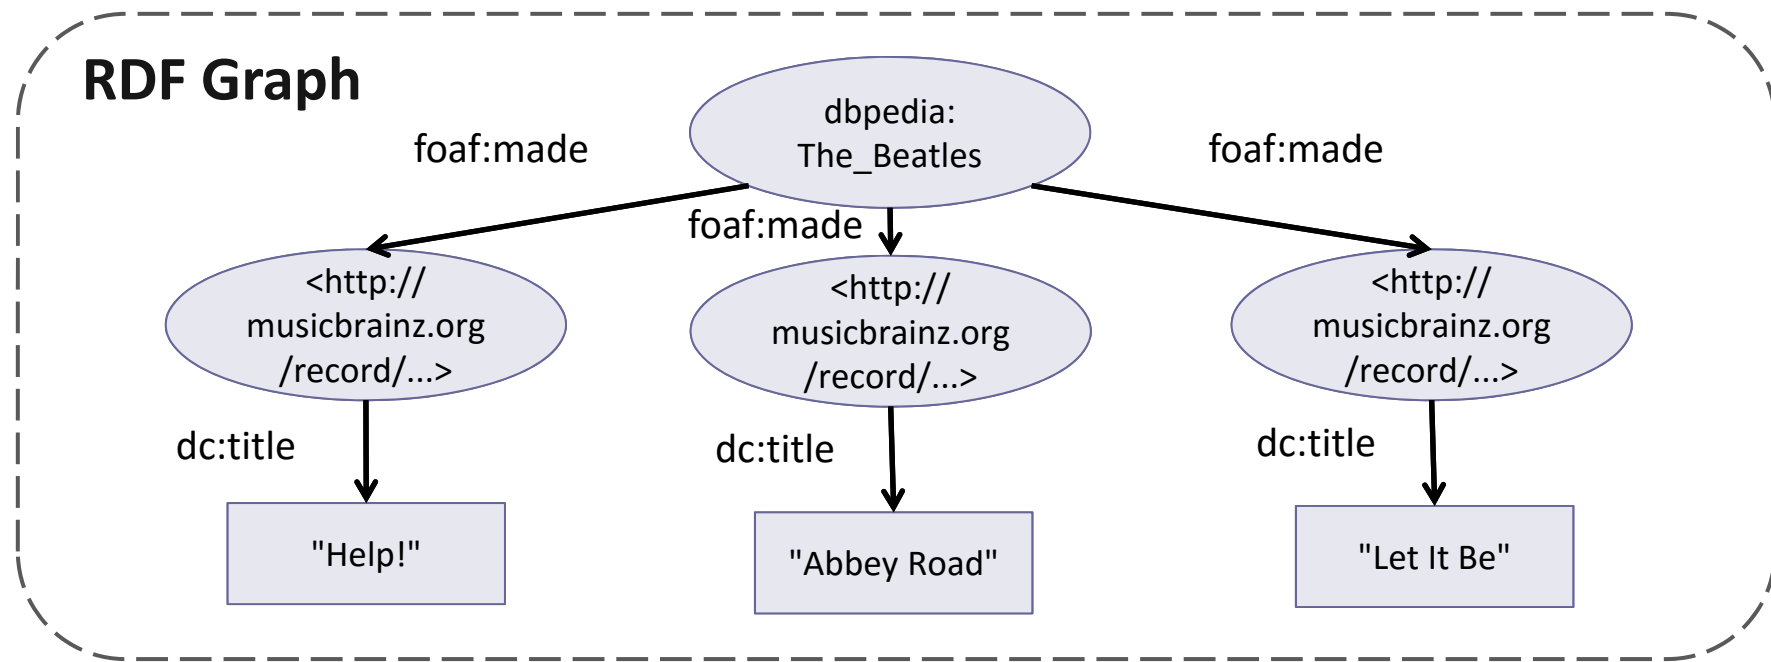 RDF Graph
dbpedia:
The_Beatles
foaf:made
foaf:made
foaf:made
<http://
musicbrainz.org
/record/...>
<http://
musicbrainz.org
/record/...>
<http://
musicbrainz.org
/record/...>
dc:title
dc:title
dc:title
"Help!"
"Abbey Road"
"Let It Be"